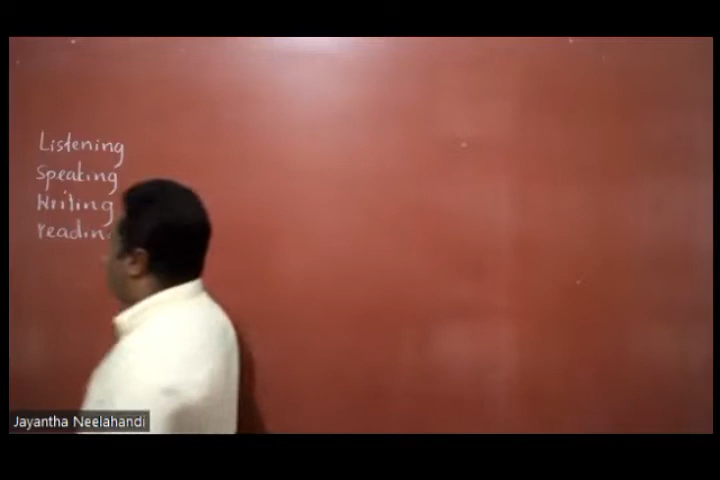 Listening
Speaking
Writing
readin
Jayantha Neelahandi